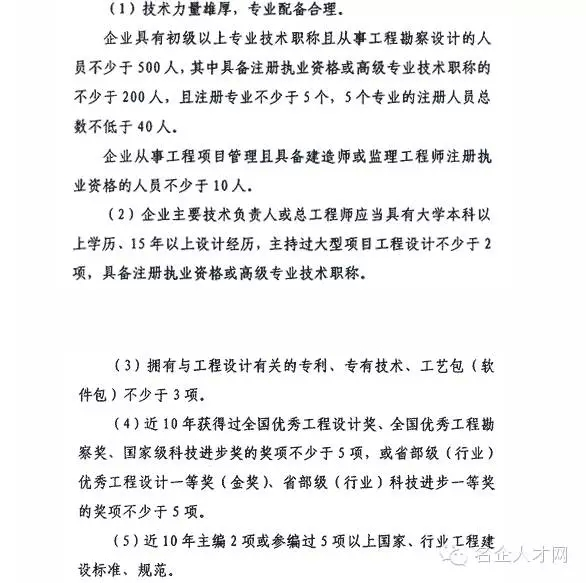 （1）技术力量雄厚，专业配备合理。
企业具有初级以上专业技术职称且从事工程勘察设计的人
员不少于 500 人，其中具备注册执业资格或高级专业技术职称的
不少于 200 人，且注册专业不少于 5 个，5 个专业的注册人员总
数不低于 40 人。
企业从事工程项目管理且具备建造师或监理工程师注册执
业资格的人员不少于 10 人。
（2）企业主要技术负责人或总工程师应当具有大学本科以
上学历、15 年以上设计经历，主持过大型项目工程设计不少于 2
项，具备注册执业资格或高级专业技术职称。
（3）拥有与工程设计有关的专利、专有技术、工艺包（软
件包）不少于 3 项。
（4）近 10 年获得过全国优秀工程设计奖、全国优秀工程勘
察奖、国家级科技进步奖的奖项不少于 5 项，或省部级（行业）
优秀工程设计一等奖（金奖）、省部级（行业）科技进步一等奖
的奖项不少于 5 项。
（5）近 10 年主编 2 项或参编过 5 项以上国家、行业工程建
设标准、规范。
名企人才网